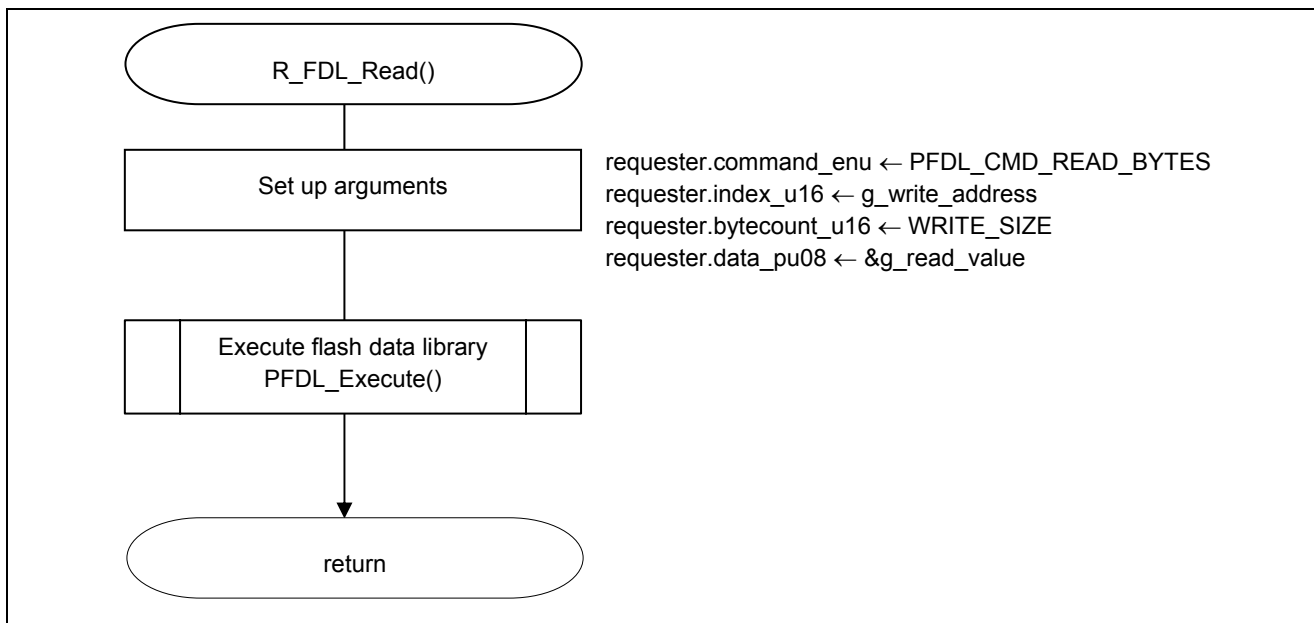 R_FDL_Read()
Set up arguments
requester.command_enu ← PFDL_CMD_READ_BYTES
requester.index_u16 ← g_write_address
requester.bytecount_u16 ← WRITE_SIZE
requester.data_pu08 ← &g_read_value
Execute flash data library
PFDL_Execute()
return